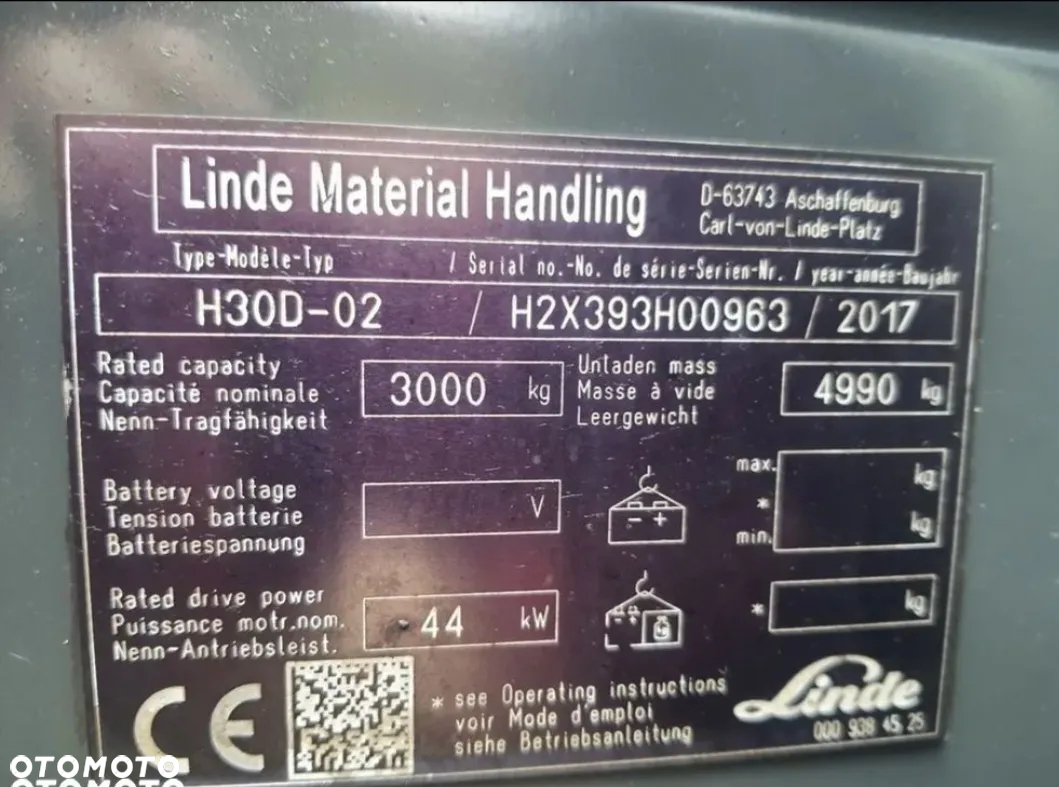 Linde Material Handling
D-63743 Aschaffenburg
Carl-von-Linde-Platz
Type-Modèle-Typ / Serial no.-No. de série-Serien-Nr. / year-année-Baujahr
H30D-02 / H2X393H00963 / 2017
Rated capacity
Capacité nominale
Nenn-Tragfähigkeit
3000 kg
Unladen mass
Masse à vide
Leergewicht
4990 kg
Battery voltage
Tension batterie
Batteriespannung
V
- +
max. kg
*
min. kg
Rated drive power
Puissance motr.nom.
Nenn-Antriebsleist.
44 kW
* kg
CE
* see Operating instructions
voir Mode d'emploi
siehe Betriebsanleitung
Linde
000 938 45 25
OTOMOTO
OTOMOTO